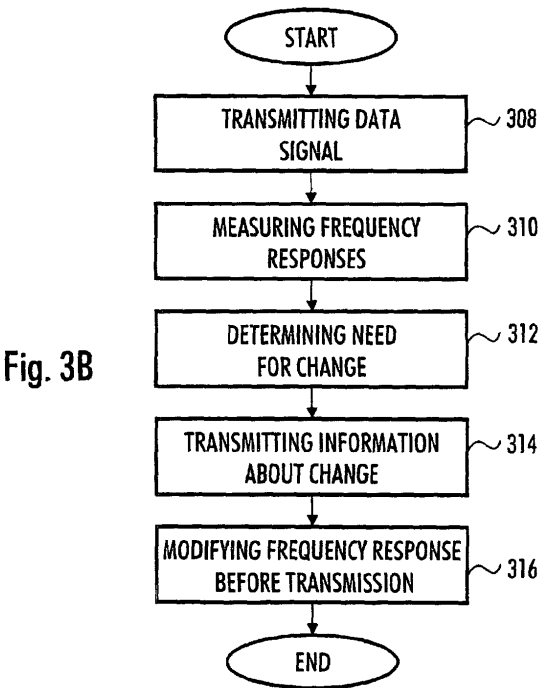 START
TRANSMITTING DATA
SIGNAL
308
MEASURING FREQUENCY
RESPONSES
310
DETERMINING NEED
FOR CHANGE
312
Fig. 3B
TRANSMITTING INFORMATION
ABOUT CHANGE
314
MODIFYING FREQUENCY RESPONSE
BEFORE TRANSMISSION
316
END